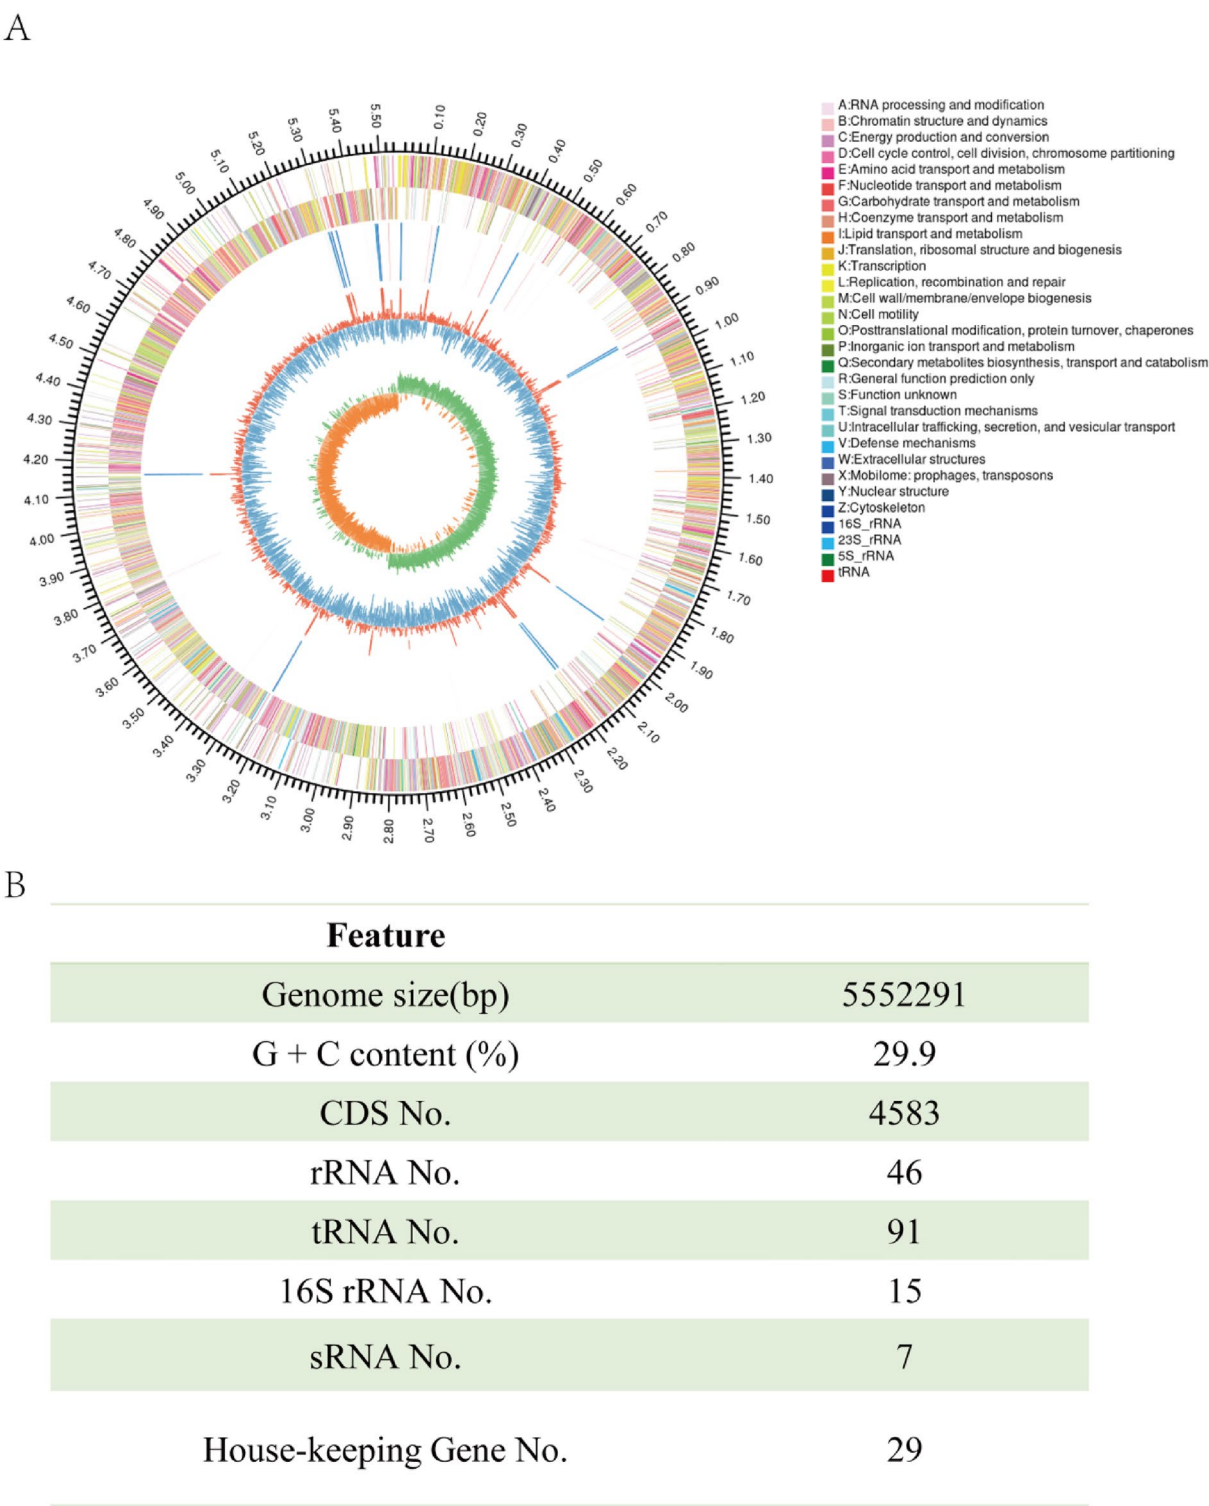 A
0.10
0.20
0.30
0.40
0.50
0.60
0.70
0.80
0.90
1.00
1.10
1.20
1.30
1.40
1.50
1.60
1.70
1.80
1.90
2.00
2.10
2.20
2.30
2.40
2.50
2.60
2.70
2.80
2.90
3.00
3.10
3.20
3.30
3.40
3.50
3.60
3.70
3.80
3.90
4.00
4.10
4.20
4.30
4.40
4.50
4.60
4.70
4.80
4.90
5.00
5.10
5.20
5.30
5.40
5.50
A:RNA processing and modification
B:Chromatin structure and dynamics
C:Energy production and conversion
D:Cell cycle control, cell division, chromosome partitioning
E:Amino acid transport and metabolism
F:Nucleotide transport and metabolism
G:Carbohydrate transport and metabolism
H:Coenzyme transport and metabolism
I:Lipid transport and metabolism
J:Translation, ribosomal structure and biogenesis
K:Transcription
L:Replication, recombination and repair
M:Cell wall/membrane/envelope biogenesis
N:Cell motility
O:Posttranslational modification, protein turnover, chaperones
P:Inorganic ion transport and metabolism
Q:Secondary metabolites biosynthesis, transport and catabolism
R:General function prediction only
S:Function unknown
T:Signal transduction mechanisms
U:Intracellular trafficking, secretion, and vesicular transport
V:Defense mechanisms
W:Extracellular structures
X:Mobilome: prophages, transposons
Y:Nuclear structure
Z:Cytoskeleton
16S_rRNA
23S_rRNA
5S_rRNA
tRNA
B
Feature
Genome size(bp) 5552291
G + C content (%) 29.9
CDS No. 4583
rRNA No. 46
tRNA No. 91
16S rRNA No. 15
sRNA No. 7
House-keeping Gene No. 29